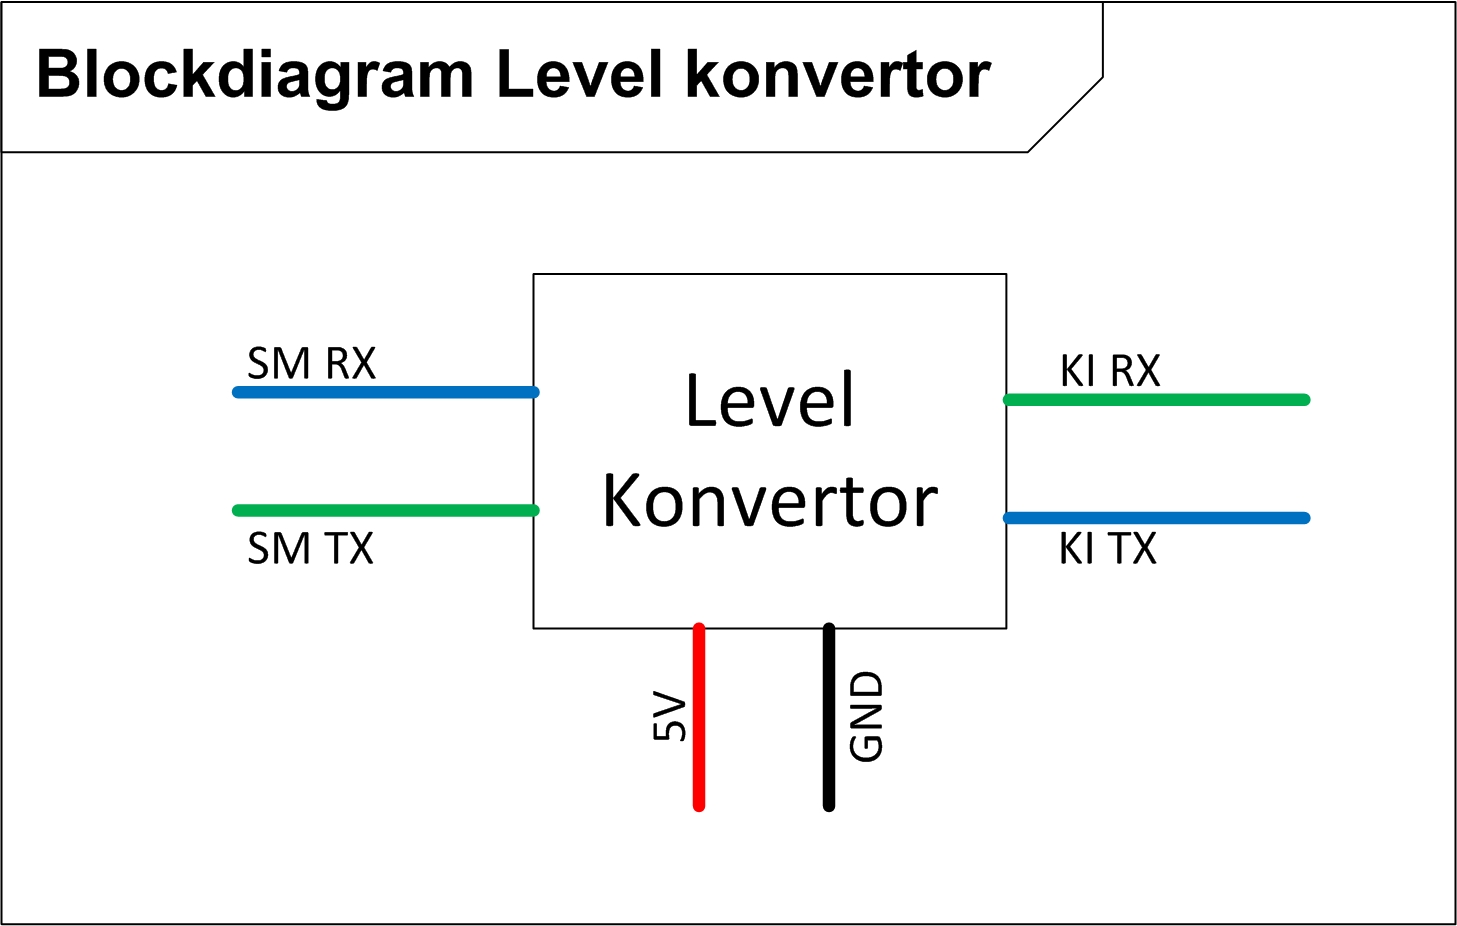 Blockdiagram Level konvertor
SM RX
KI RX
Level
Konvertor
SM TX
KI TX
5V
GND